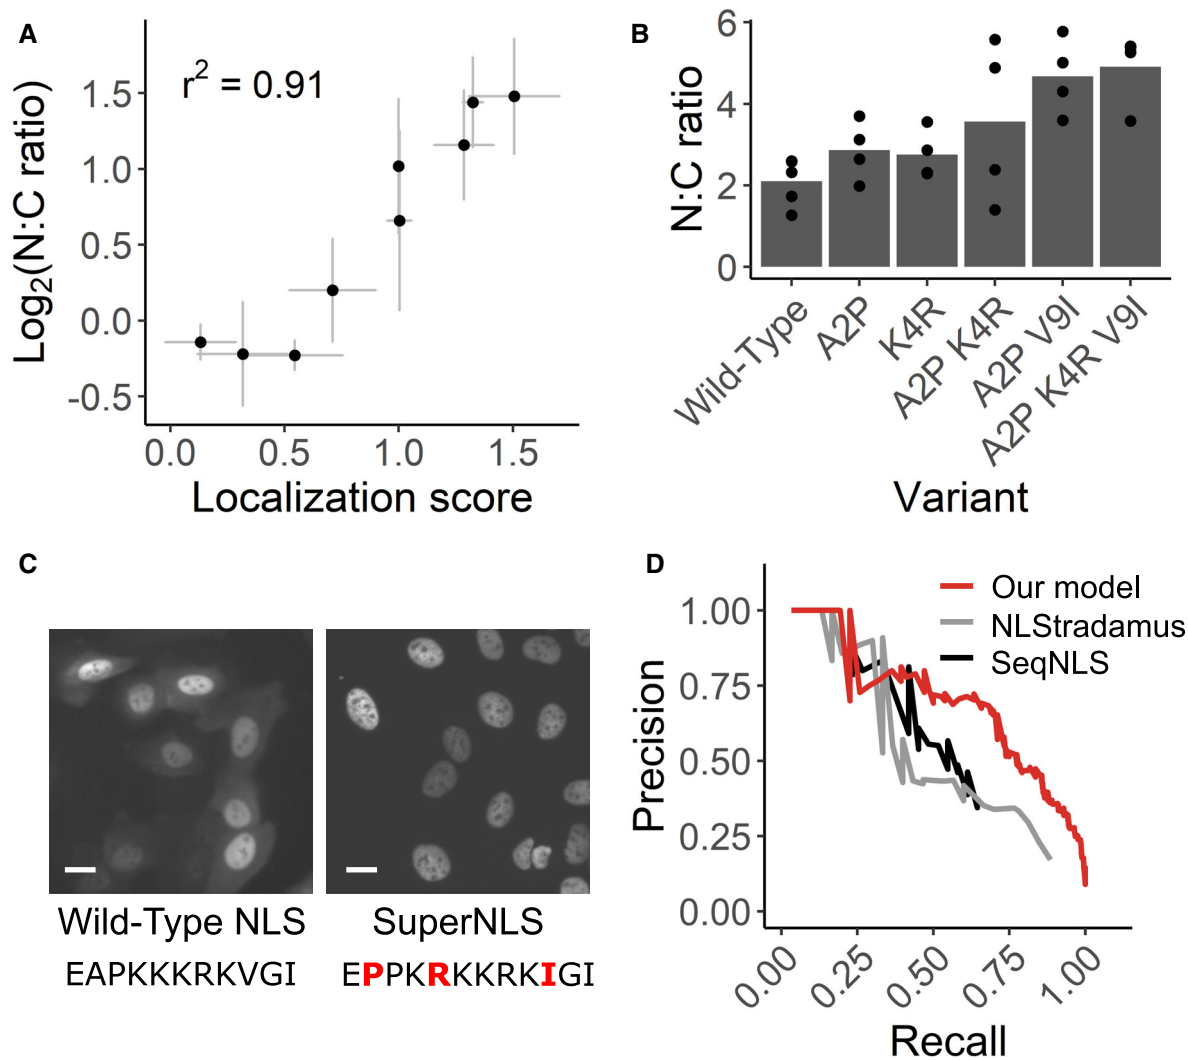 A
Log2(N:C ratio)
r2 = 0.91
1.5
1.0
0.5
0.0
-0.5
0.0 0.5 1.0 1.5
Localization score
B
N:C ratio
6
4
2
0
Wild-Type
A2P
K4R
A2P K4R
A2P V9I
A2P K4R V9I
Variant
C
Wild-Type NLS
EAPKKKRKVGI
SuperNLS
EPPKRKKRKIGI
D
Our model
NLStradamus
SeqNLS
Precision
1.00
0.75
0.50
0.25
0.00
0.00 0.25 0.50 0.75 1.00
Recall